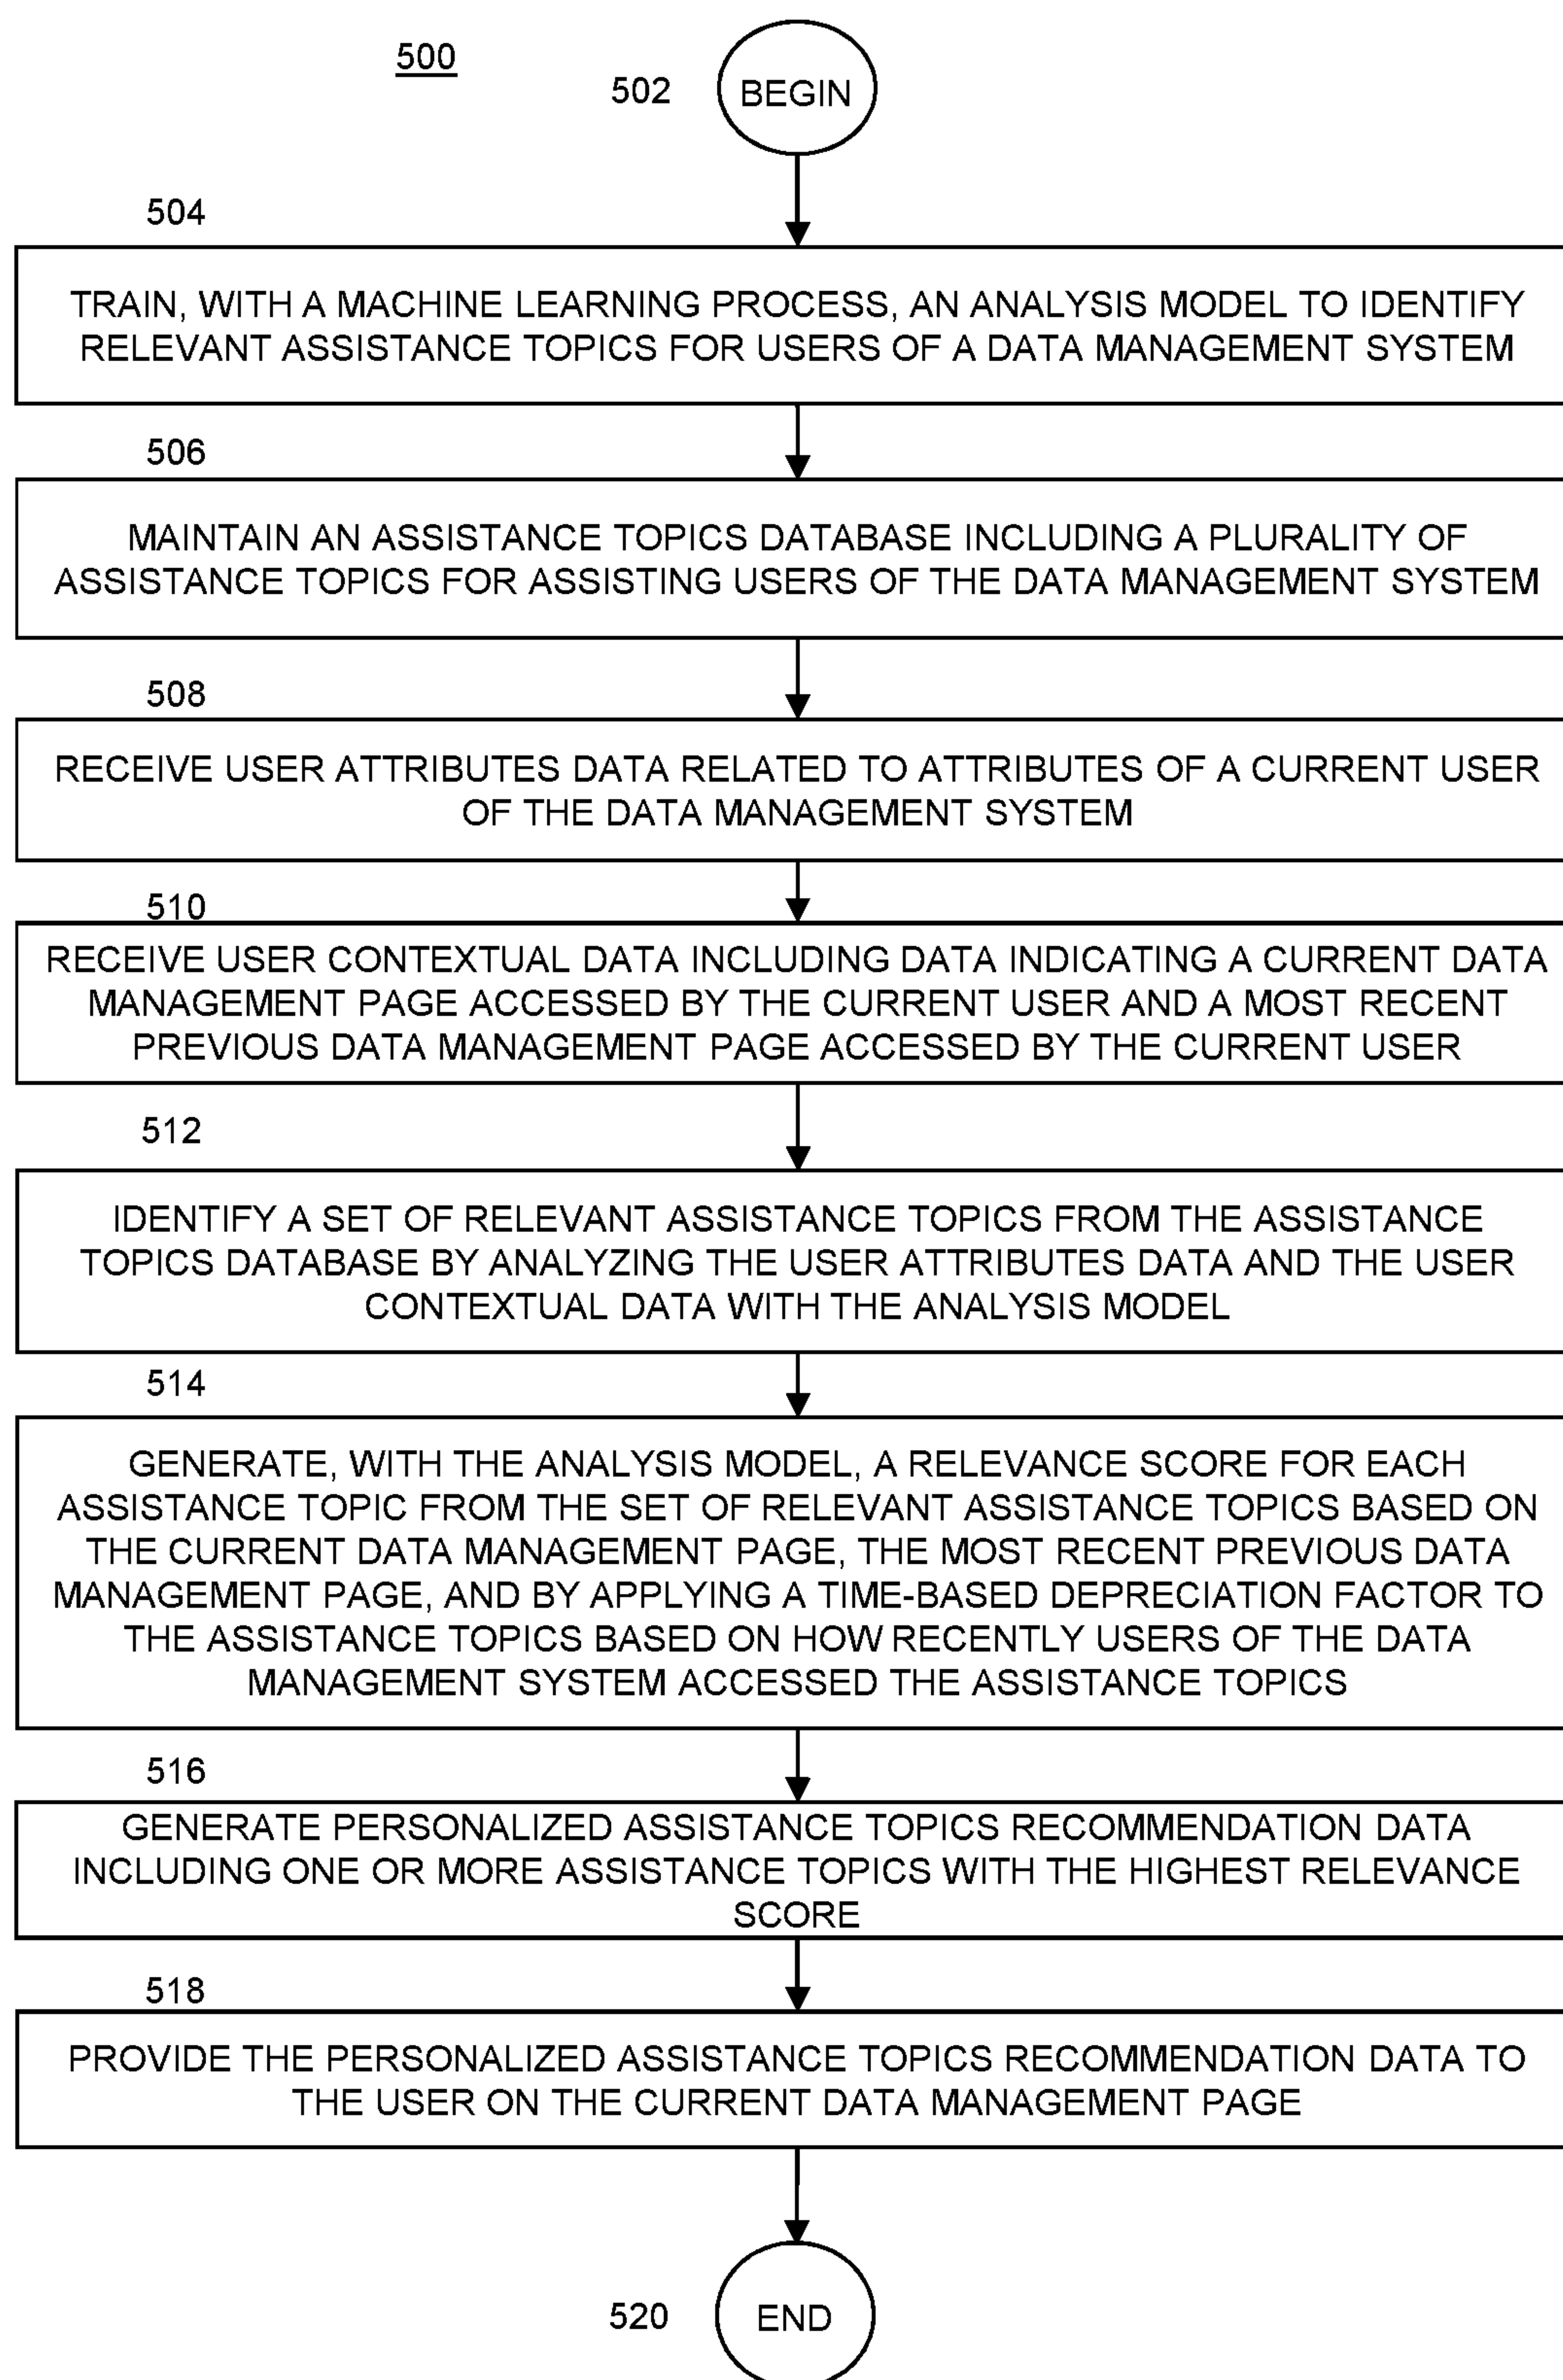 500
502
BEGIN
504
TRAIN, WITH A MACHINE LEARNING PROCESS, AN ANALYSIS MODEL TO IDENTIFY
RELEVANT ASSISTANCE TOPICS FOR USERS OF A DATA MANAGEMENT SYSTEM
506
MAINTAIN AN ASSISTANCE TOPICS DATABASE INCLUDING A PLURALITY OF
ASSISTANCE TOPICS FOR ASSISTING USERS OF THE DATA MANAGEMENT SYSTEM
508
RECEIVE USER ATTRIBUTES DATA RELATED TO ATTRIBUTES OF A CURRENT USER
OF THE DATA MANAGEMENT SYSTEM
510
RECEIVE USER CONTEXTUAL DATA INCLUDING DATA INDICATING A CURRENT DATA
MANAGEMENT PAGE ACCESSED BY THE CURRENT USER AND A MOST RECENT
PREVIOUS DATA MANAGEMENT PAGE ACCESSED BY THE CURRENT USER
512
IDENTIFY A SET OF RELEVANT ASSISTANCE TOPICS FROM THE ASSISTANCE
TOPICS DATABASE BY ANALYZING THE USER ATTRIBUTES DATA AND THE USER
CONTEXTUAL DATA WITH THE ANALYSIS MODEL
514
GENERATE, WITH THE ANALYSIS MODEL, A RELEVANCE SCORE FOR EACH
ASSISTANCE TOPIC FROM THE SET OF RELEVANT ASSISTANCE TOPICS BASED ON
THE CURRENT DATA MANAGEMENT PAGE, THE MOST RECENT PREVIOUS DATA
MANAGEMENT PAGE, AND BY APPLYING A TIME-BASED DEPRECIATION FACTOR TO
THE ASSISTANCE TOPICS BASED ON HOW RECENTLY USERS OF THE DATA
MANAGEMENT SYSTEM ACCESSED THE ASSISTANCE TOPICS
516
GENERATE PERSONALIZED ASSISTANCE TOPICS RECOMMENDATION DATA
INCLUDING ONE OR MORE ASSISTANCE TOPICS WITH THE HIGHEST RELEVANCE
SCORE
518
PROVIDE THE PERSONALIZED ASSISTANCE TOPICS RECOMMENDATION DATA TO
THE USER ON THE CURRENT DATA MANAGEMENT PAGE
520
END